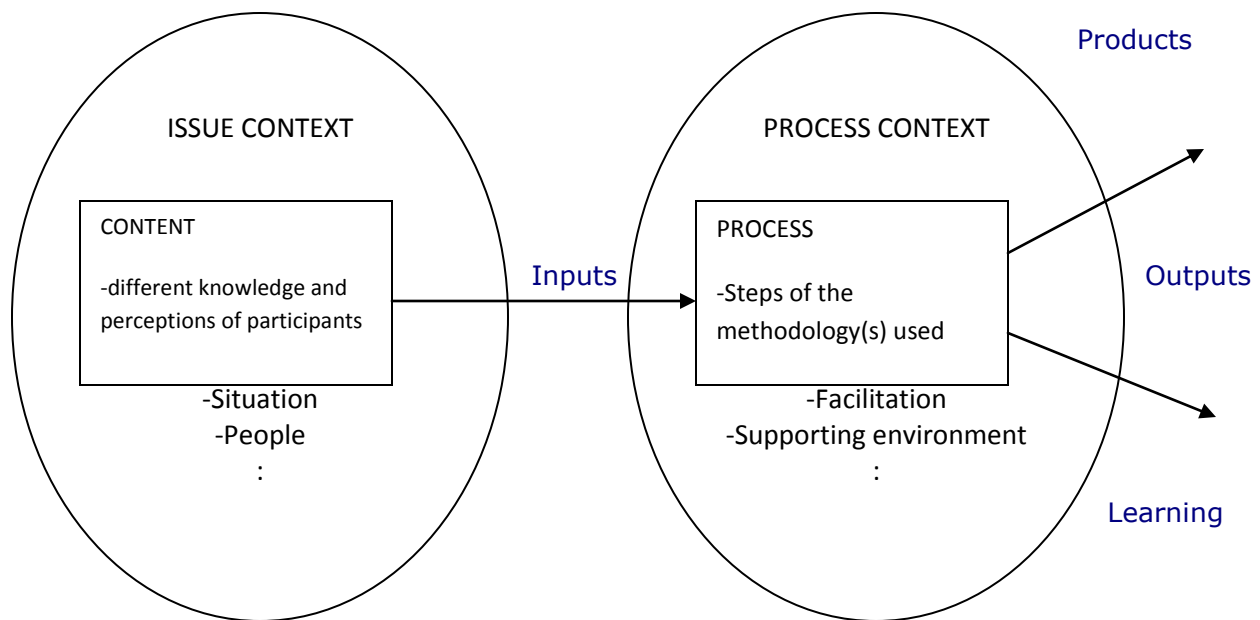 ISSUE CONTEXT
CONTENT
-different knowledge and
perceptions of participants
-Situation
-People
:
Inputs
PROCESS CONTEXT
PROCESS
-Steps of the
methodology(s) used
-Facilitation
-Supporting environment
:
Products
Outputs
Learning